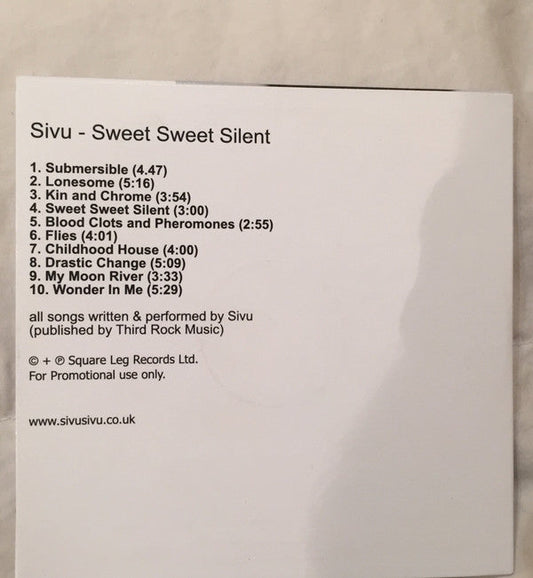 Sivu - Sweet Sweet Silent
1. Submersible (4.47)
2. Lonesome (5:16)
3. Kin and Chrome (3:54)
4. Sweet Sweet Silent (3:00)
5. Blood Clots and Pheromones (2:55)
6. Flies (4:01)
7. Childhood House (4:00)
8. Drastic Change (5:09)
9. My Moon River (3:33)
10. Wonder In Me (5:29)
all songs written & performed by Sivu
(published by Third Rock Music)
© + ℗ Square Leg Records Ltd.
For Promotional use only.
www.sivusivu.co.uk